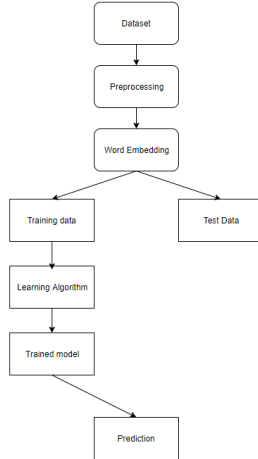 Dataset
Preprocessing
Word Embedding
Training data
Test Data
Learning Algorithm
Trained model
Prediction